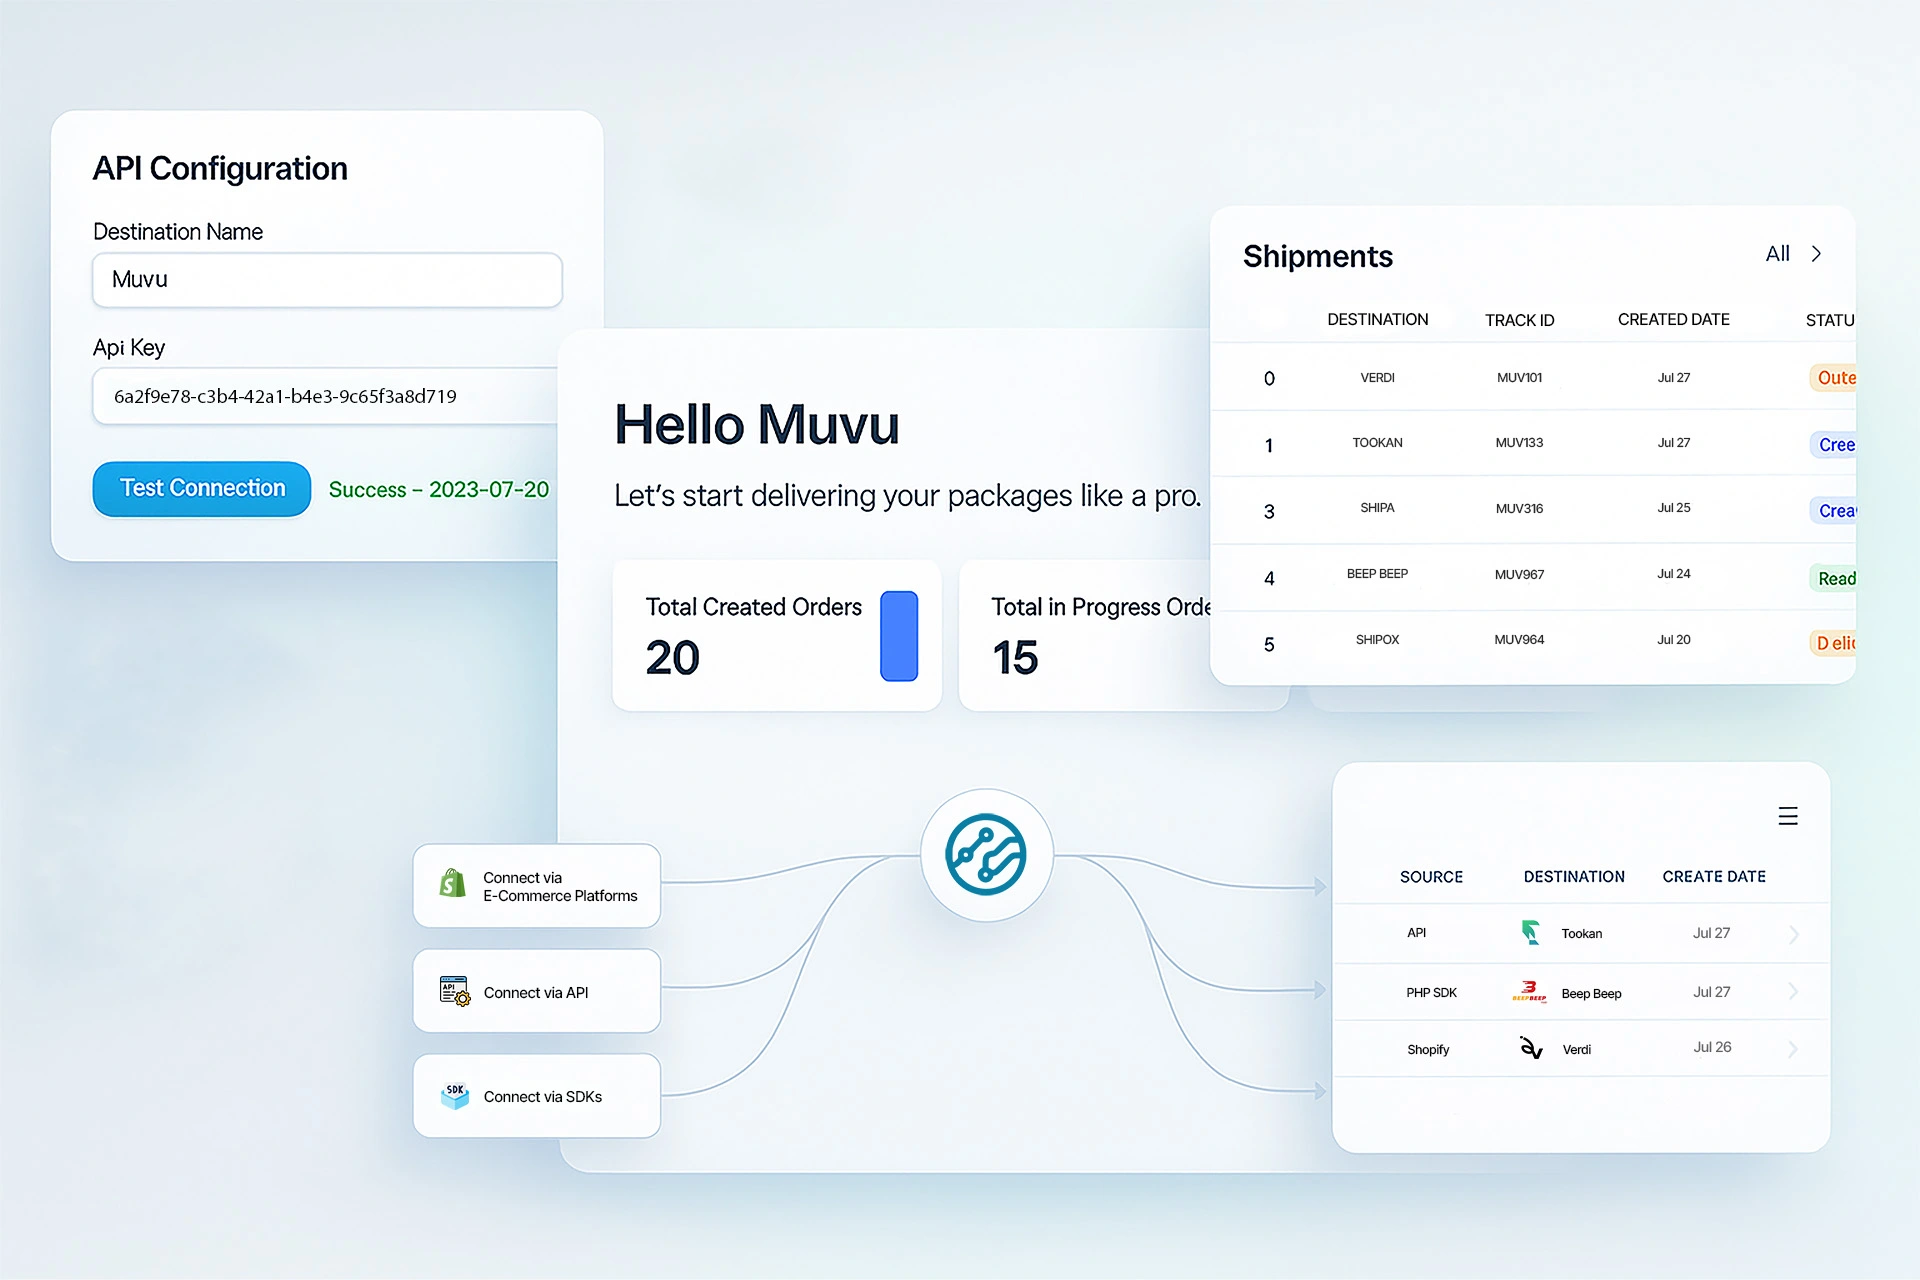 API Configuration
Destination Name
Muvu
Api Key
6a2f9e78-c3b4-42a1-b4e3-9c65f3a8d719
Test Connection
Success – 2023-07-20
Hello Muvu
Let's start delivering your packages like a pro.
Total Created Orders
20
Total in Progress Orde
15
Shipments
All
DESTINATION TRACK ID CREATED DATE STATU
0 VERDI MUV101 Jul 27 Oute
1 TOOKAN MUV133 Jul 27 Cree
3 SHIPA MUV316 Jul 25 Crea
4 BEEP BEEP MUV967 Jul 24 Read
5 SHIPOX MUV964 Jul 20 D elic
Connect via
E-Commerce Platforms
API
Connect via API
SDK
Connect via SDKs
SOURCE DESTINATION CREATE DATE
API Tookan Jul 27
PHP SDK BEEPBEEP Beep Beep Jul 27
Shopify Verdi Jul 26